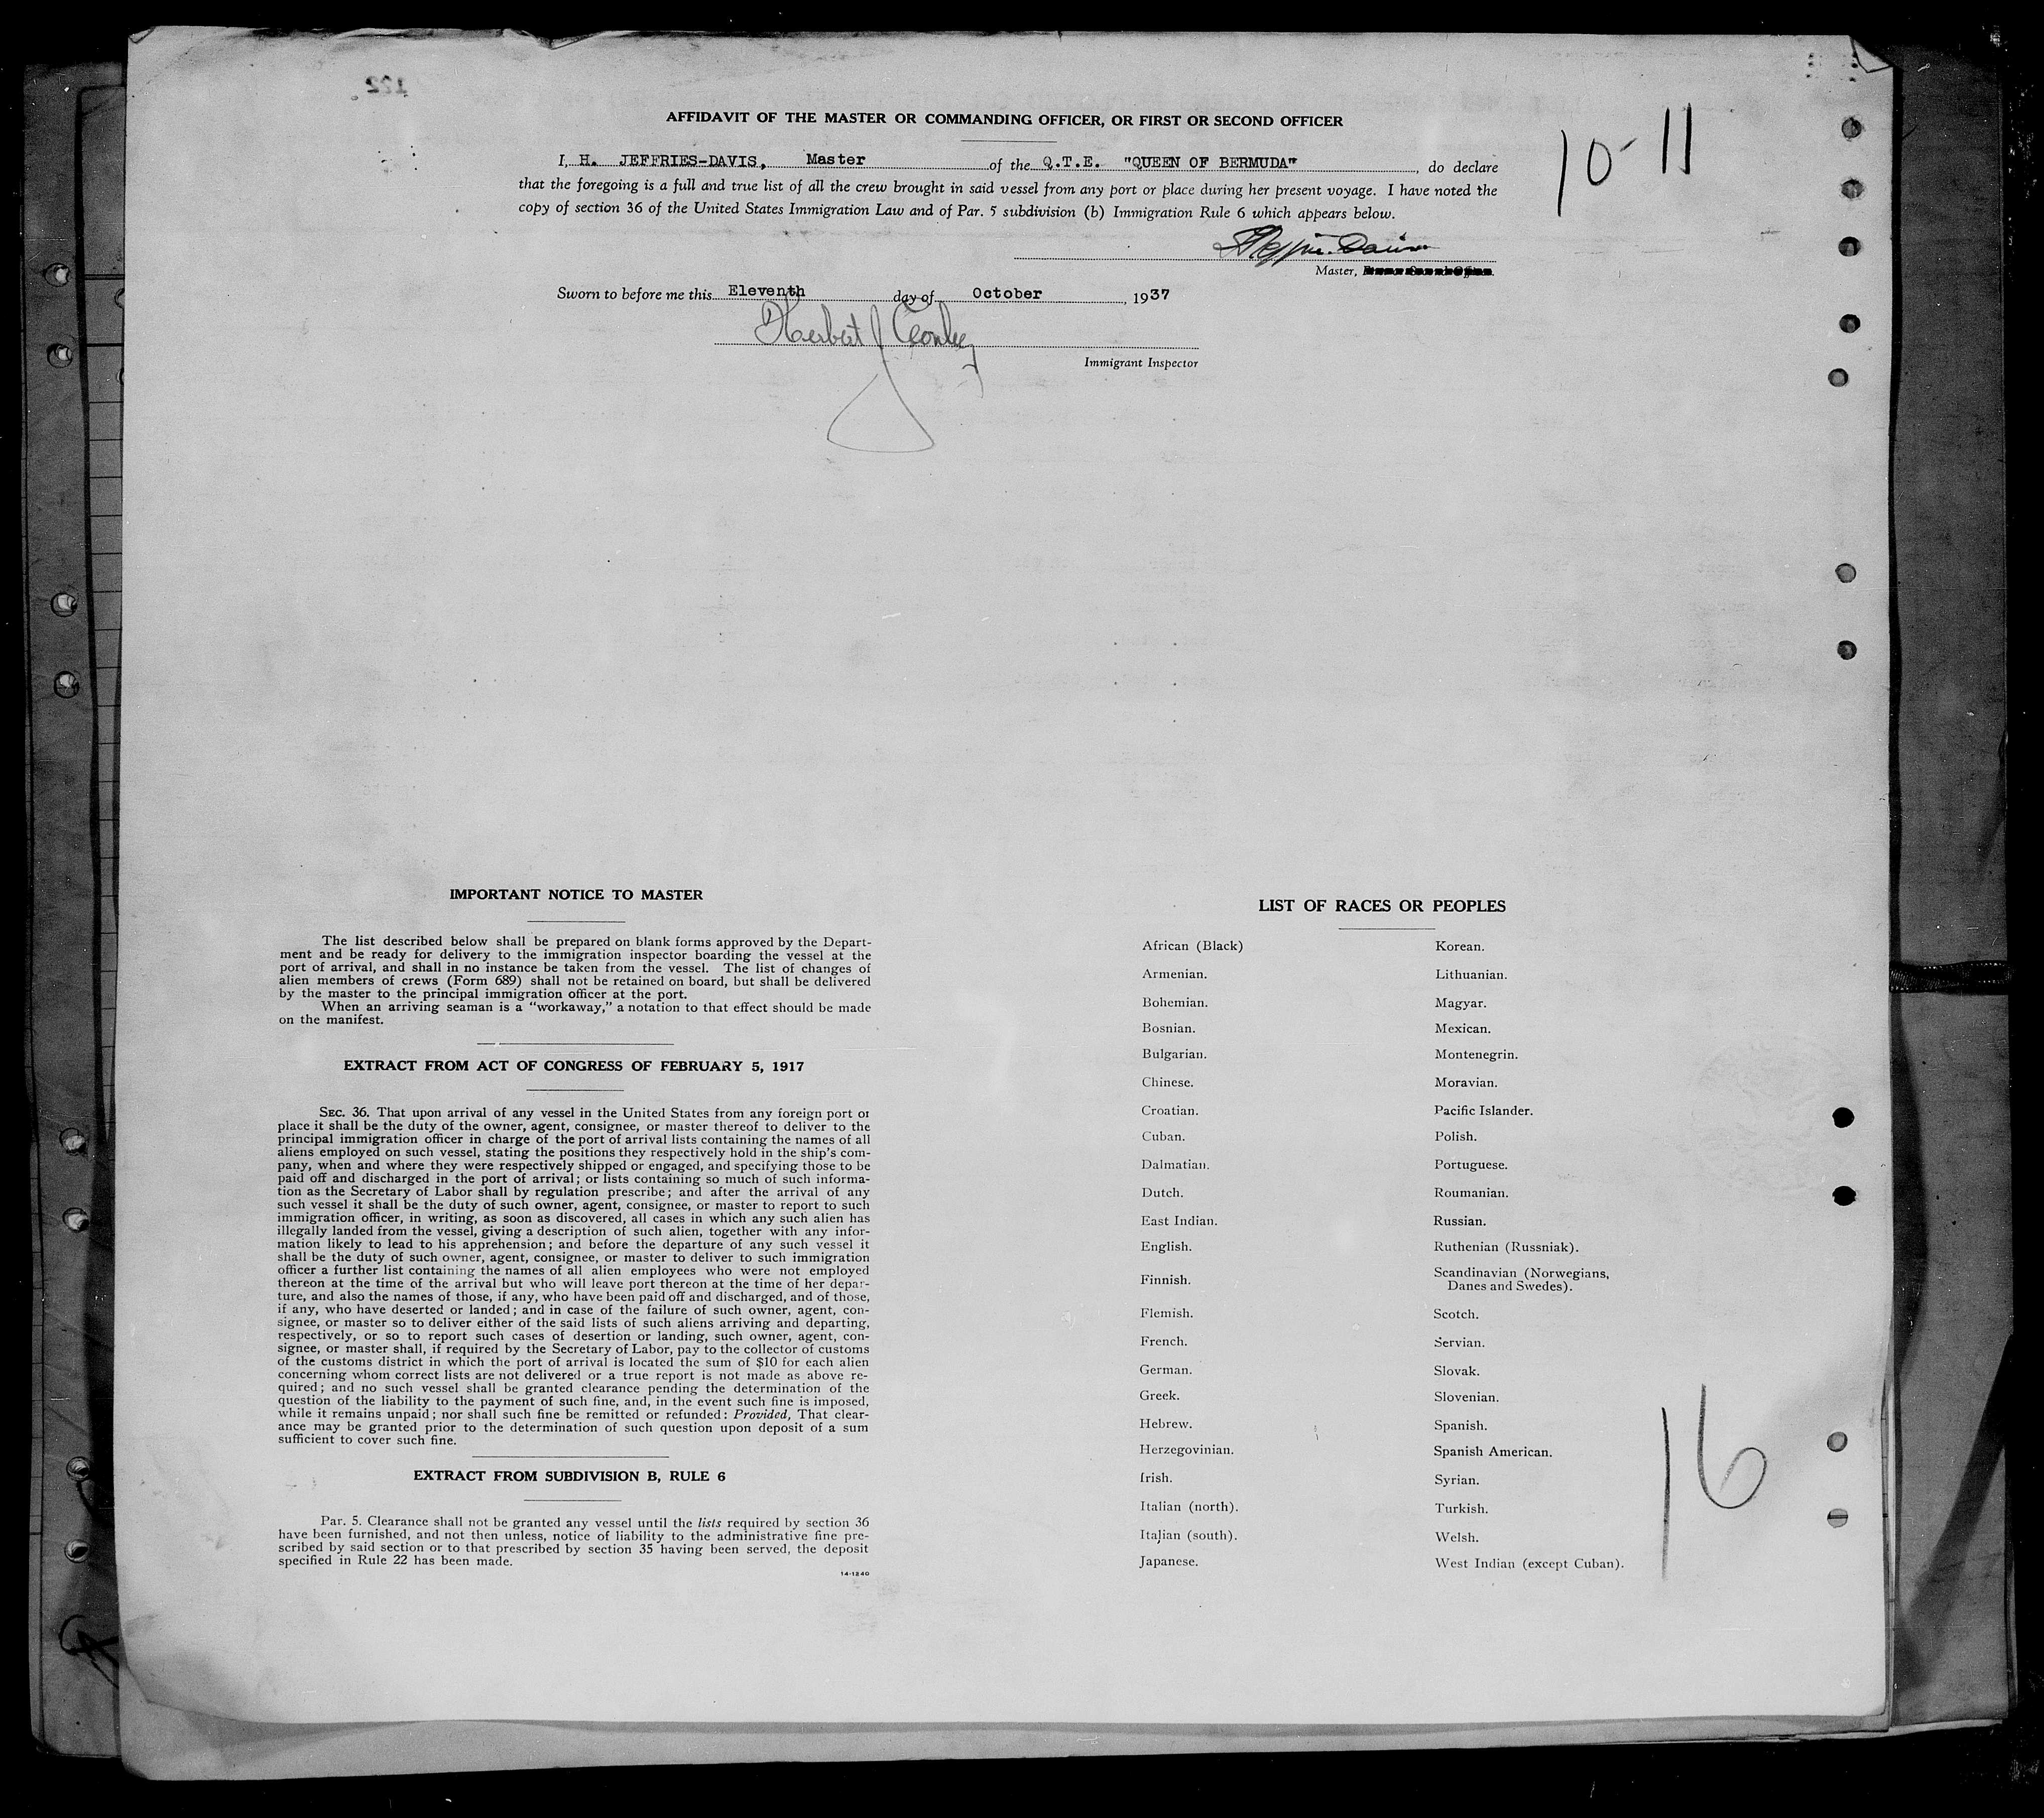 122
AFFIDAVIT OF THE MASTER OR COMMANDING OFFICER, OR FIRST OR SECOND OFFICER
10-11
I, H. JEFFRIES-DAVIS, Master of the Q.T.E. "QUEEN OF BERMUDA", do declare
that the foregoing is a full and true list of all the crew brought in said vessel from any port or place during her present voyage. I have noted the
copy of section 36 of the United States Immigration Law and of Par. 5 subdivision (b) Immigration Rule 6 which appears below.
Master,
Sworn to before me this Eleventh day of October, 1937
Herbert J
Immigrant Inspector
IMPORTANT NOTICE TO MASTER
The list described below shall be prepared on blank forms approved by the Depart-
ment and be ready for delivery to the immigration inspector boarding the vessel at the
port of arrival, and shall in no instance be taken from the vessel. The list of changes of
alien members of crews (Form 689) shall not be retained on board, but shall be delivered
by the master to the principal immigration officer at the port.
When an arriving seaman is a "workaway," a notation to that effect should be made
on the manifest.
EXTRACT FROM ACT OF CONGRESS OF FEBRUARY 5, 1917
SEC. 36. That upon arrival of any vessel in the United States from any foreign port or
place it shall be the duty of the owner, agent, consignee, or master thereof to deliver to the
principal immigration officer in charge of the port of arrival lists containing the names of all
aliens employed on such vessel, stating the positions they respectively hold in the ship's com-
pany, when and where they were respectively shipped or engaged, and specifying those to be
paid off and discharged in the port of arrival; or lists containing so much of such informa-
tion as the Secretary of Labor shall by regulation prescribe; and after the arrival of any
such vessel it shall be the duty of such owner, agent, consignee, or master to report to such
immigration officer, in writing, as soon as discovered, all cases in which any such alien has
illegally landed from the vessel, giving a description of such alien, together with any infor-
mation likely to lead to his apprehension; and before the departure of any such vessel it
shall be the duty of such owner, agent, consignee, or master to deliver to such immigration
officer a further list containing the names of all alien employees who were not employed
thereon at the time of the arrival but who will leave port thereon at the time of her depar-
ture, and also the names of those, if any, who have been paid off and discharged, and of those,
if any, who have deserted or landed; and in case of the failure of such owner, agent, con-
signee, or master so to deliver either of the said lists of such aliens arriving and departing,
respectively, or so to report such cases of desertion or landing, such owner, agent, con-
signee, or master shall, if required by the Secretary of Labor, pay to the collector of customs
of the customs district in which the port of arrival is located the sum of $10 for each alien
concerning whom correct lists are not delivered or a true report is not made as above re-
quired; and no such vessel shall be granted clearance pending the determination of the
question of the liability to the payment of such fine, and, in the event such fine is imposed,
while it remains unpaid; nor shall such fine be remitted or refunded: Provided, That clear-
ance may be granted prior to the determination of such question upon deposit of a sum
sufficient to cover such fine.
EXTRACT FROM SUBDIVISION B, RULE 6
Par. 5. Clearance shall not be granted any vessel until the lists required by section 36
have been furnished, and not then unless, notice of liability to the administrative fine pre-
scribed by said section or to that prescribed by section 35 having been served, the deposit
specified in Rule 22 has been made.
14-1240
LIST OF RACES OR PEOPLES
African (Black)
Armenian.
Bohemian.
Bosnian.
Bulgarian.
Chinese.
Croatian.
Cuban.
Dalmatian.
Dutch.
East Indian.
English.
Finnish.
Flemish.
French.
German.
Greek.
Hebrew.
Herzegovinian.
Irish.
Italian (north).
Italian (south).
Japanese.
Korean.
Lithuanian.
Magyar.
Mexican.
Montenegrin.
Moravian.
Pacific Islander.
Polish.
Portuguese.
Roumanian.
Russian.
Ruthenian (Russniak).
Scandinavian (Norwegians,
Danes and Swedes).
Scotch.
Servian.
Slovak.
Slovenian.
Spanish.
Spanish American.
Syrian.
Turkish.
Welsh.
West Indian (except Cuban).
16